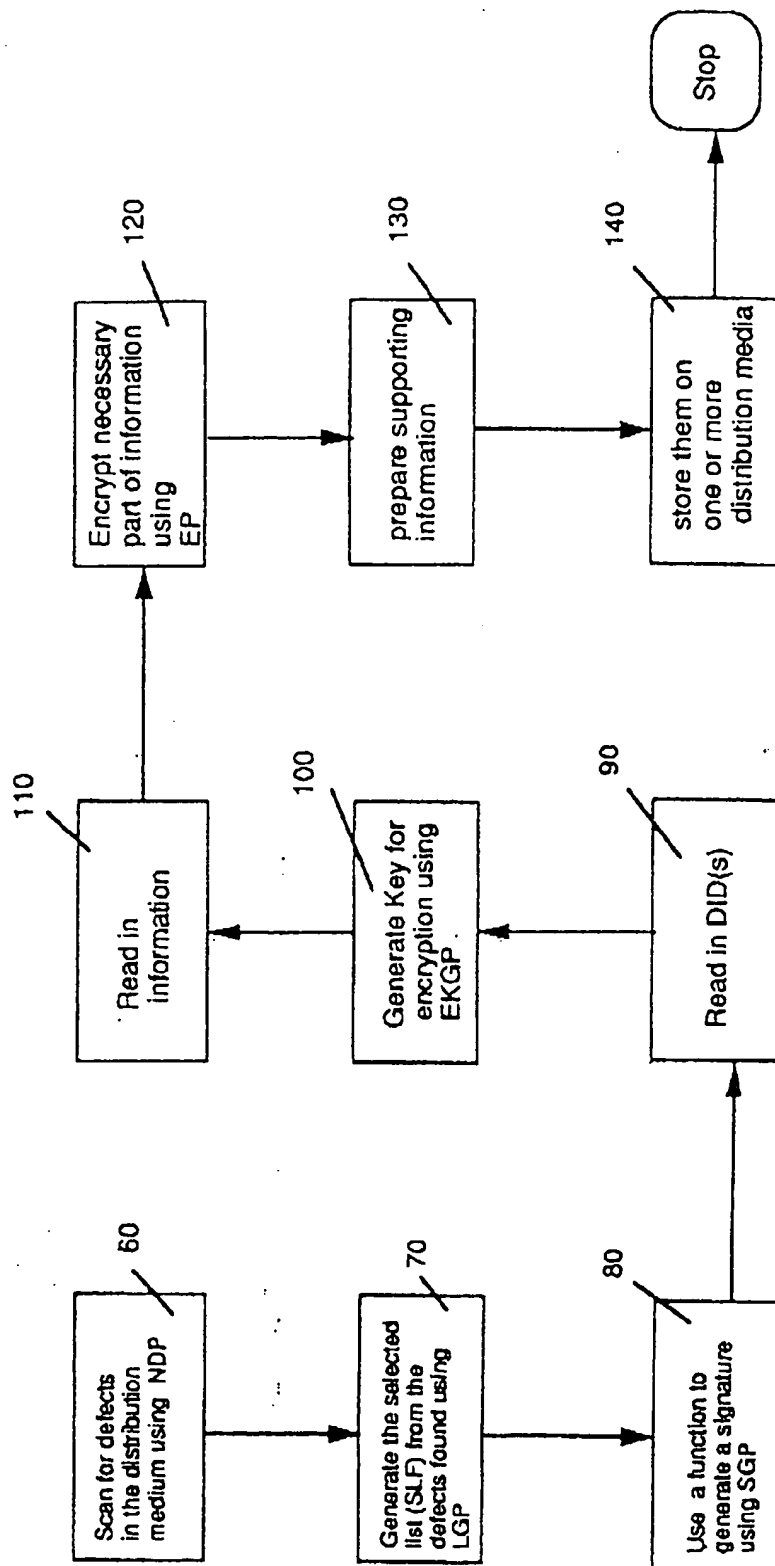 60
Scan for defects
in the distribution
medium using NDP
70
Generate the selected
list (SLF) from the
defects found using
LGP
80
Use a function to
generate a signature
using SGP
90
Read in DID(s)
100
Generate Key for
encryption using
EKGP
110
Read in
information
120
Encrypt necessary
part of information
using
EP
130
prepare supporting
information
140
store them on
one or more
distribution media
Stop